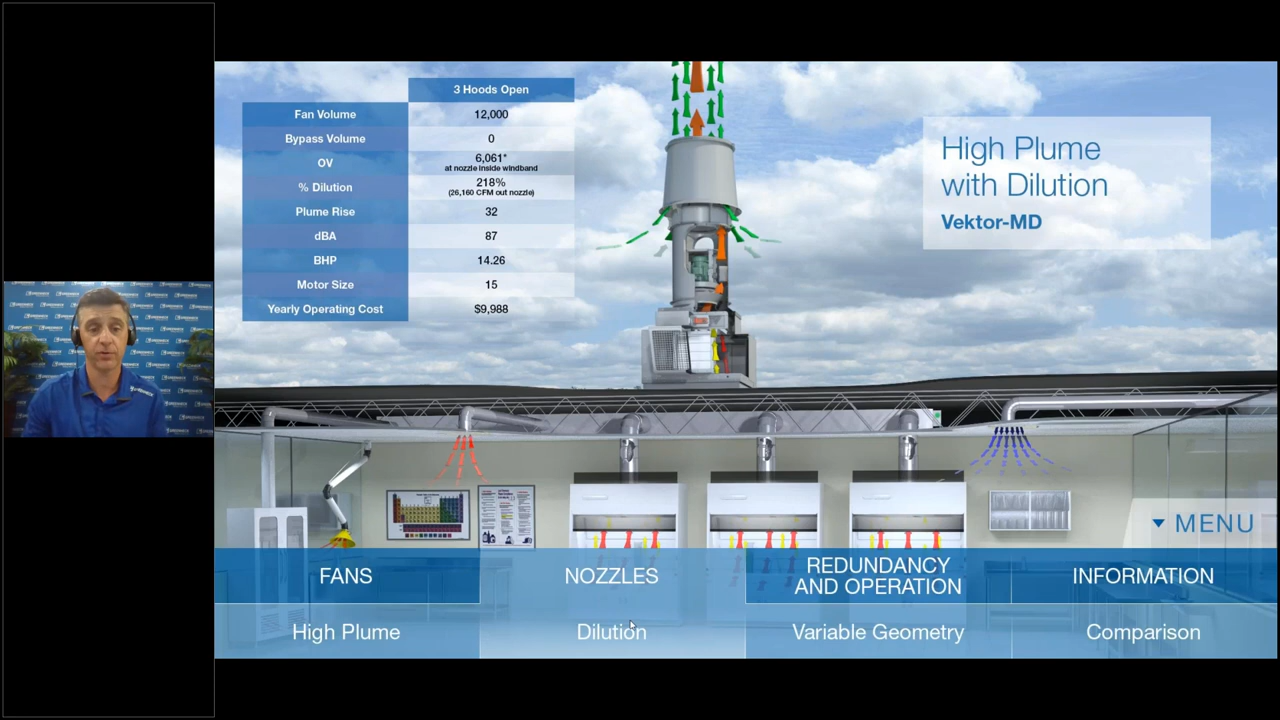 3 Hoods Open
Fan Volume 12,000
Bypass Volume 0
OV 6,061*
at nozzle inside windband
% Dilution 218%
(26,160 CFM out nozzle)
Plume Rise 32
dBA 87
BHP 14.26
Motor Size 15
Yearly Operating Cost $9,988
High Plume
with Dilution
Vektor-MD
MENU
FANS
NOZZLES
REDUNDANCY
AND OPERATION
INFORMATION
High Plume
Dilution
Variable Geometry
Comparison